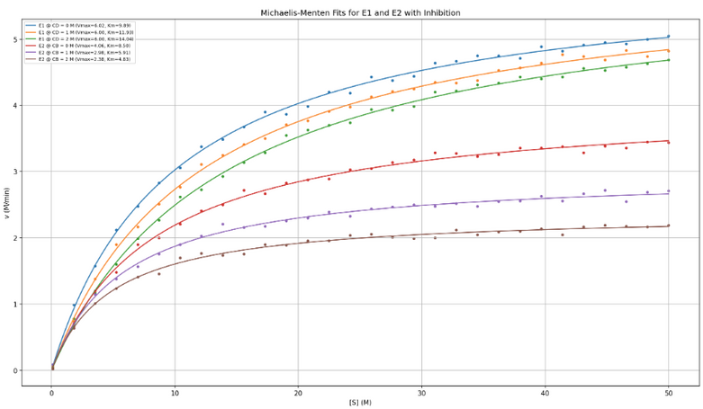 Michaelis-Menten Fits for E1 and E2 with Inhibition
E1 @ CD = 0 M (Vmax=6.02, Km=9.89)
E1 @ CD = 1 M (Vmax=6.00, Km=11.93)
E1 @ CD = 2 M (Vmax=6.00, Km=14.04)
E2 @ CB = 0 M (Vmax=4.06, Km=8.50)
E2 @ CB = 1 M (Vmax=2.98, Km=5.91)
E2 @ CB = 2 M (Vmax=2.38, Km=4.83)
5
4
3
2
1
0
v (M/min)
0 10 20 30 40 50
[S] (M)